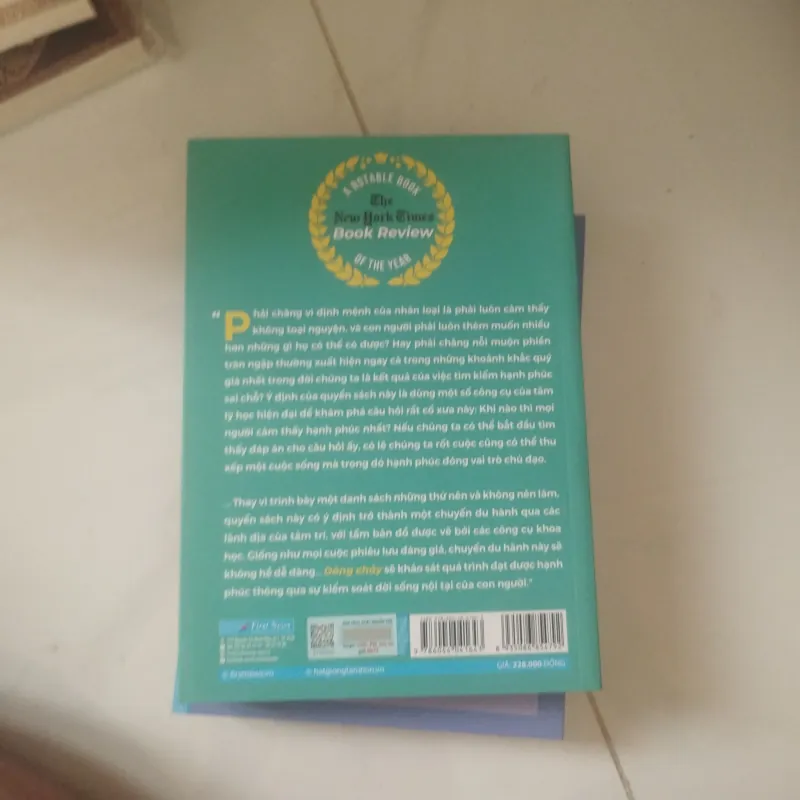 A NOTABLE BOOK
The
New York Times
Book Review
OF THE YEAR
“
Phải chăng vì định mệnh của nhân loại là phải luôn cảm thấy
không toại nguyện, và con người phải luôn thèm muốn nhiều
hơn những gì họ có thể có được? Hay phải chăng nỗi muộn phiền
tràn ngập thường xuất hiện ngay cả trong những khoảnh khắc quý
giá nhất trong đời chúng ta là kết quả của việc tìm kiếm hạnh phúc
sai chỗ? Ý định của quyển sách này là dùng một số công cụ của tâm
lý học hiện đại để khám phá câu hỏi rất cổ xưa này: Khi nào thì mọi
người cảm thấy hạnh phúc nhất? Nếu chúng ta có thể bắt đầu tìm
thấy đáp án cho câu hỏi ấy, có lẽ chúng ta rốt cuộc cũng có thể thu
xếp một cuộc sống mà trong đó hạnh phúc đóng vai trò chủ đạo.
... Thay vì trình bày một danh sách những thứ nên và không nên làm,
quyển sách này có ý định trở thành một chuyến du hành qua các
lãnh địa của tâm trí, với tấm bản đồ được vẽ bởi các công cụ khoa
học. Giống như mọi cuộc phiêu lưu đáng giá, chuyến du hành này sẽ
không hề dễ dàng... Dòng chảy sẽ khảo sát quá trình đạt được hạnh
phúc thông qua sự kiểm soát đời sống nội tại của con người.”
First News
GIÁ: 228.000 ĐỒNG